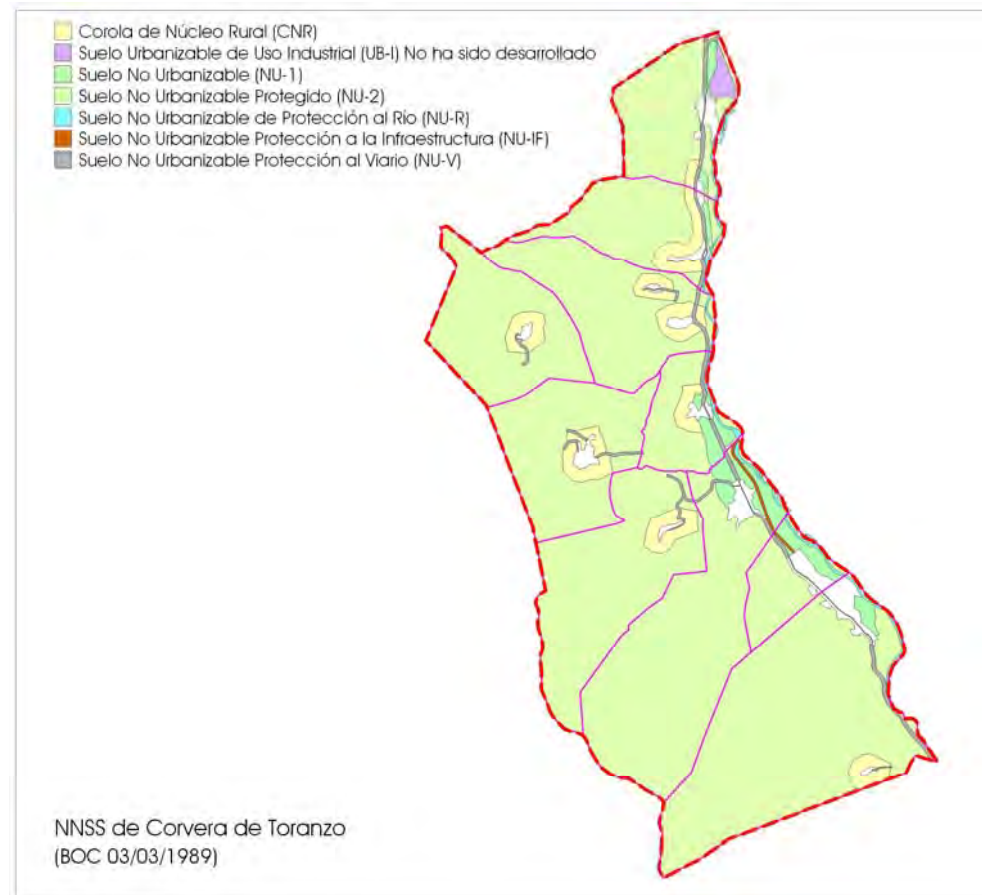 Corola de Núcleo Rural (CNR)
Suelo Urbanizable de Uso Industrial (UB-I) No ha sido desarrollado
Suelo No Urbanizable (NU-1)
Suelo No Urbanizable Protegido (NU-2)
Suelo No Urbanizable de Protección al Río (NU-R)
Suelo No Urbanizable Protección a la Infraestructura (NU-IF)
Suelo No Urbanizable Protección al Viario (NU-V)
NNSS de Corvera de Toranzo
(BOC 03/03/1989)